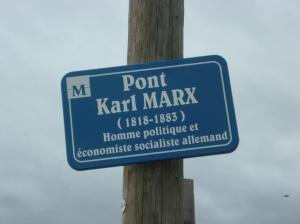 M
Pont
Karl MARX
(1818-1883)
Homme politique et
économiste socialiste allemand